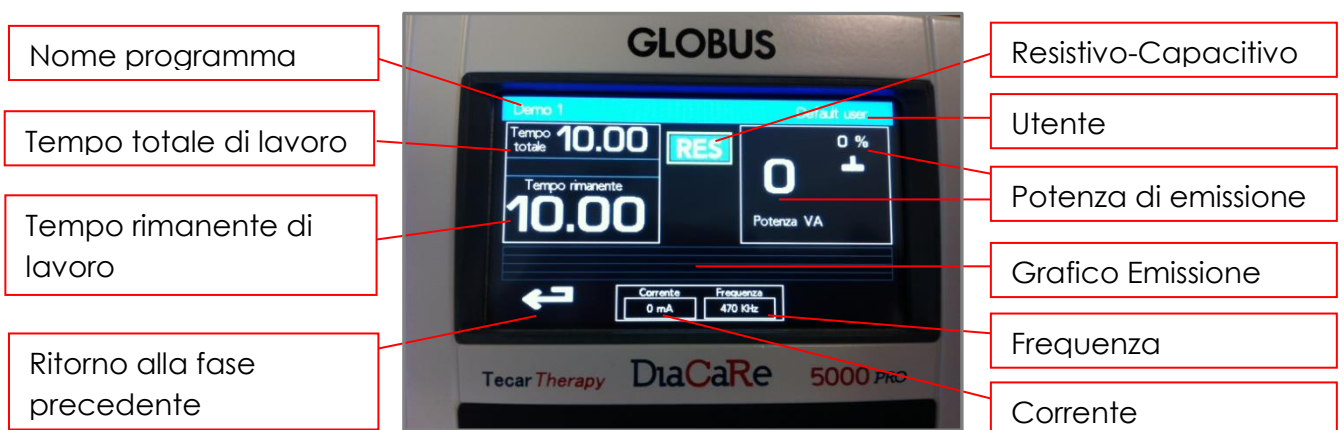 Nome programma
Tempo totale di lavoro
Tempo rimanente di
lavoro
Ritorno alla fase
precedente
GLOBUS
Demo 1
Default user
Tempo
totale
10.00
RES
0 %
0
Potenza VA
Tempo rimanente
10.00
Corrente
0 mA
Frequenza
470 KHz
Tecar Therapy
DiaCaRe
5000 PRO
Resistivo-Capacitivo
Utente
Potenza di emissione
Grafico Emissione
Frequenza
Corrente